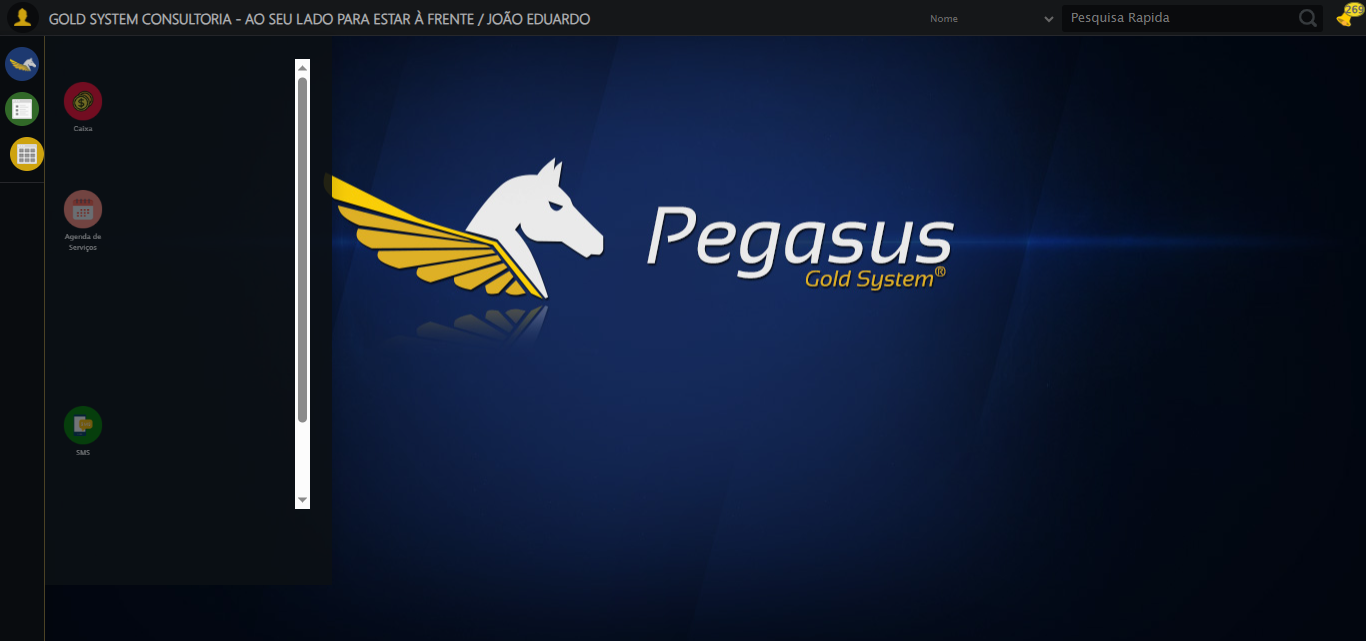 GOLD SYSTEM CONSULTORIA - AO SEU LADO PARA ESTAR À FRENTE / JOÃO EDUARDO
Nome
Pesquisa Rapida
269
Caixa
Agenda de
Serviços
SMS
Pegasus
Gold System®